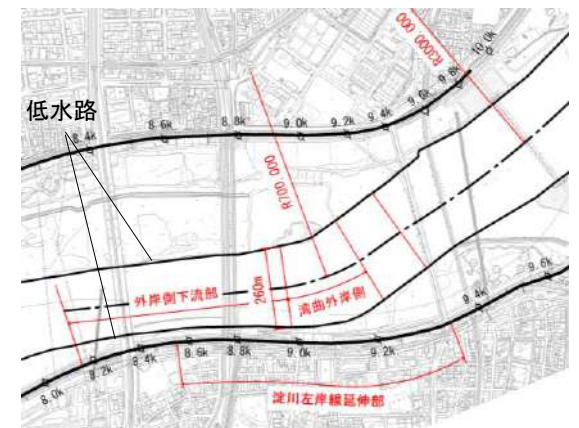 R3000.000
10.0k
9.8k
9.6k
9.4k
9.2k
9.0k
8.8k
8.6k
8.4k
低水路
R700.000
260m
外岸側下流部
湾曲外岸側
9.6k
9.4k
9.2k
9.0k
8.8k
8.6k
8.4k
8.2k
8.0k
淀川左岸線延伸部